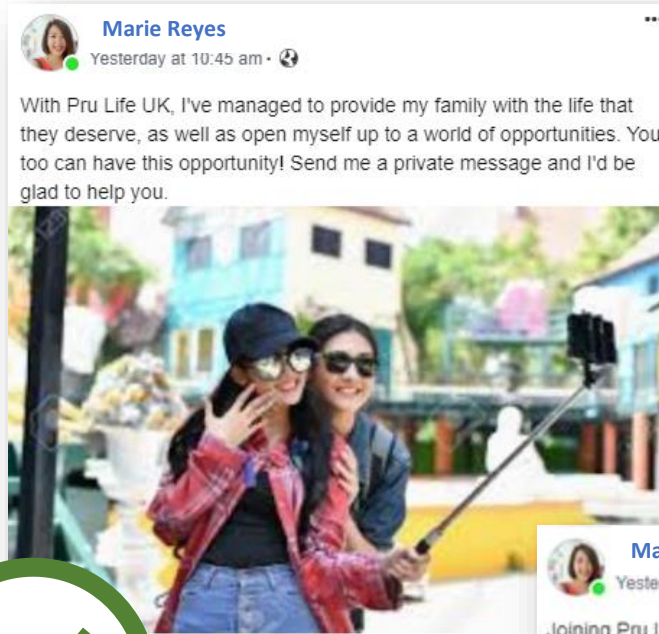 Marie Reyes
•••
Yesterday at 10:45 am ·
With Pru Life UK, I've managed to provide my family with the life that
they deserve, as well as open myself up to a world of opportunities. You
too can have this opportunity! Send me a private message and I'd be
glad to help you.
Ma
Yeste
Joining Pru L